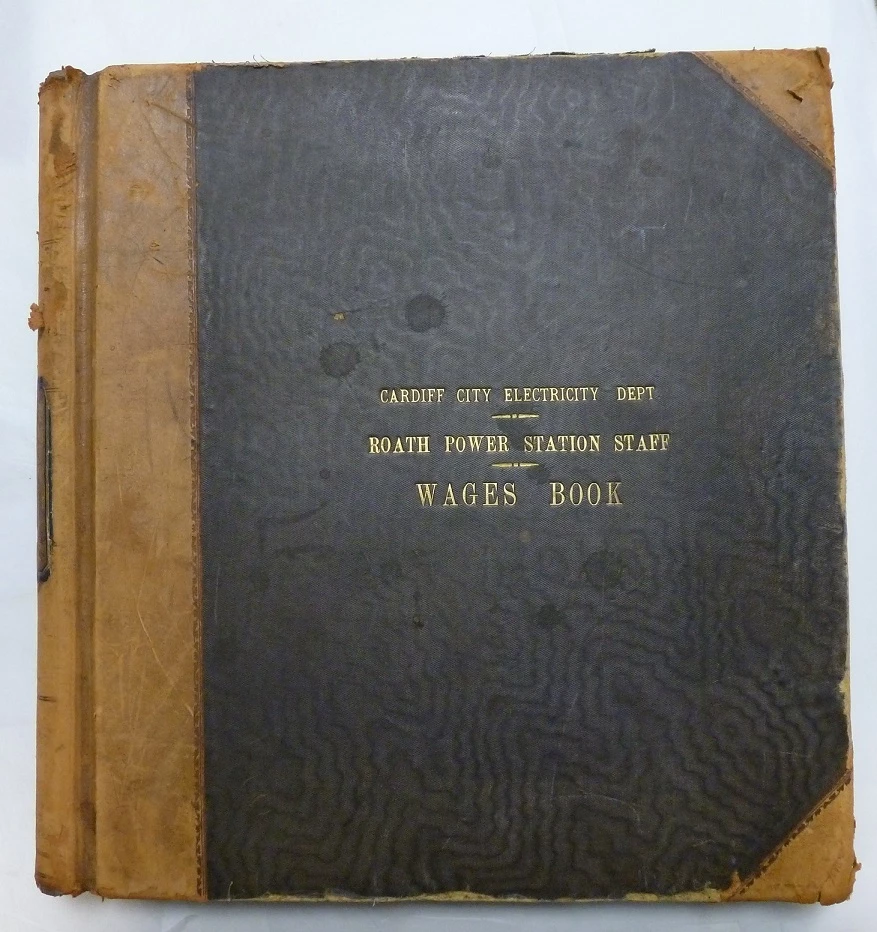 CARDIFF CITY ELECTRICITY DEPT
ROATH POWER STATION STAFF
WAGES BOOK